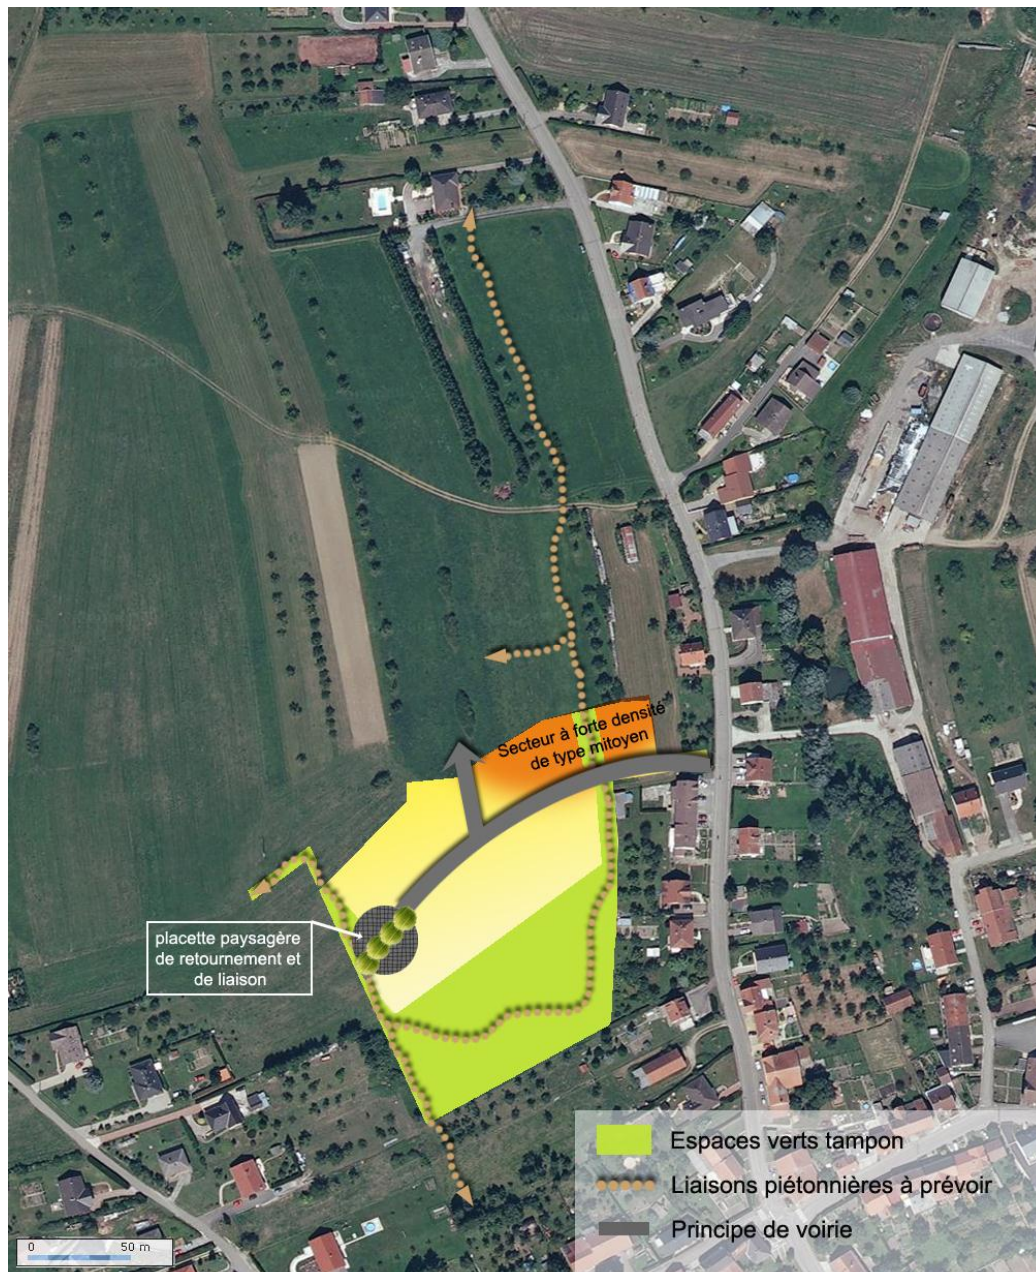 Secteur à forte densité
de type mitoyen
placette paysagère
de retournement et
de liaison
Espaces verts tampon
Liaisons piétonnières à prévoir
Principe de voirie
0 50 m